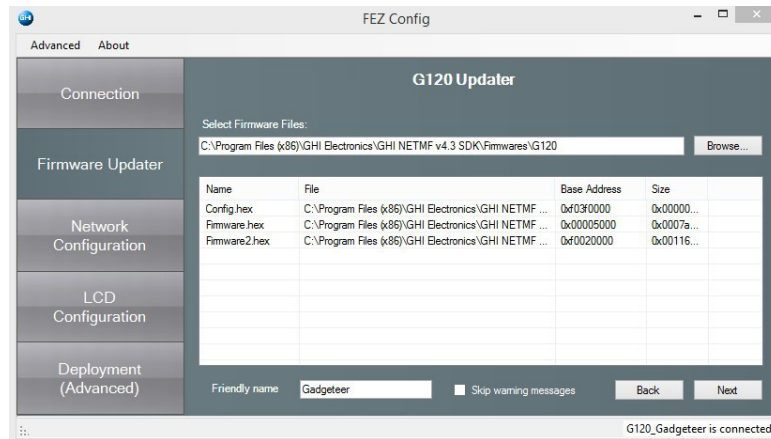 GHI
FEZ Config
Advanced About
Connection
Firmware Updater
Network
Configuration
LCD
Configuration
Deployment
(Advanced)
G120 Updater
Select Firmware Files:
C:\Program Files (x86)\GHI Electronics\GHI NETMF v4.3 SDK\Firmwares\G120
Browse...
Name File Base Address Size
Config.hex C:\Program Files (x86)\GHI Electronics\GHI NETMF ... 0xf03f0000 0x00000...
Firmware.hex C:\Program Files (x86)\GHI Electronics\GHI NETMF ... 0x00005000 0x0007a...
Firmware2.hex C:\Program Files (x86)\GHI Electronics\GHI NETMF ... 0xf0020000 0x00116...
Friendly name Gadgeteer Skip warning messages Back Next
G120_Gadgeteer is connected